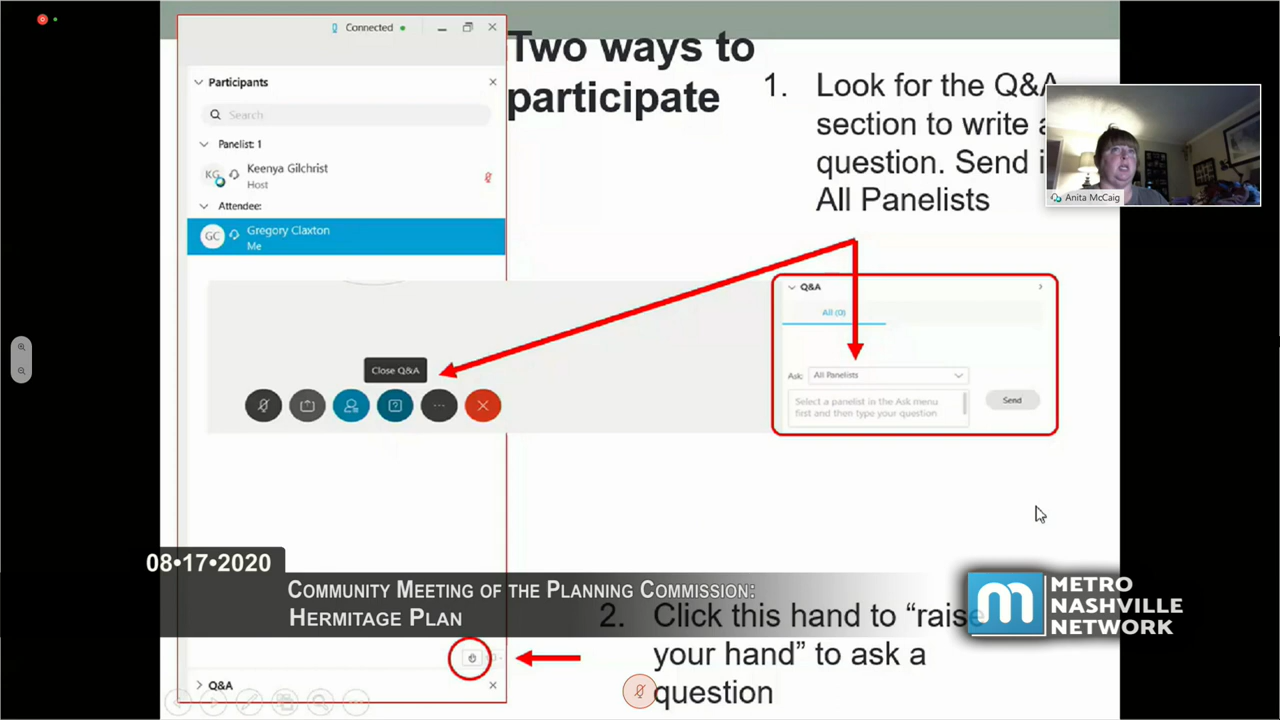 Connected
Two ways to
participate
Participants
Search
Panelist: 1
KG
Keenya Gilchrist
Host
Attendee:
GC
Gregory Claxton
Me
1. Look for the Q&A
section to write a
question. Send i
All Panelists
Anita McCaig
Q&A
All (0)
Close Q&A
Ask: All Panelists
Select a panelist in the Ask menu
first and then type your question
Send
08•17•2020
Community Meeting of the Planning Commission:
Hermitage Plan
METRO
NASHVILLE
NETWORK
2. Click this hand to “raise
your hand” to ask a
question
Q&A